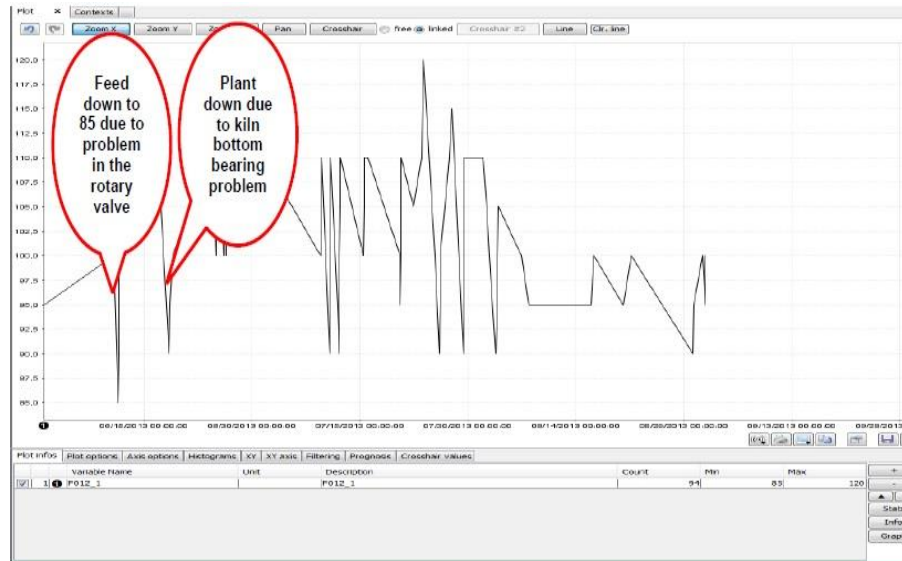 Plot × Contexts
Zoom X Zoom Y Pan Crosshair free linked Crosshair #2 Line Clr. line
120,0
117,5
115,0
112,5
110,0
107,5
105,0
102,5
100,0
97,5
95,0
92,5
90,0
87,5
85,0
Feed
down to
85 due to
problem
in the
rotary
valve
Plant
down due
to kiln
bottom
bearing
problem
07/15/2013 00:00:00 07/30/2013 00:00:00 08/14/2013 00:00:00
Plot infos Plot options Axis options Histograms XY XY axis Filtering Prognosis Crosshair values
Variable Name Unit Description Count Min Max
1 F012_1 F012_1 94 85 120
+
-